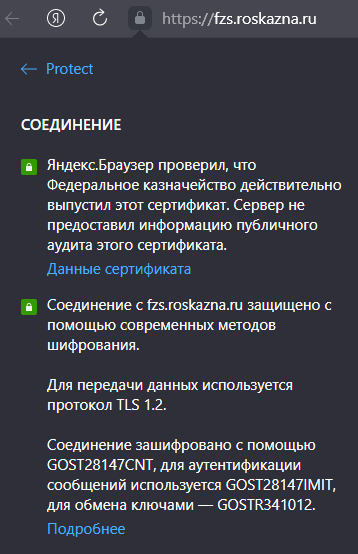 Я https://fzs.roskazna.ru
← Protect
СОЕДИНЕНИЕ
Яндекс.Браузер проверил, что
Федеральное казначейство действительно
выпустил этот сертификат. Сервер не
предоставил информацию публичного
аудита этого сертификата.
Данные сертификата
Соединение с fzs.roskazna.ru защищено с
помощью современных методов
шифрования.
Для передачи данных используется
протокол TLS 1.2.
Соединение зашифровано с помощью
GOST28147CNT, для аутентификации
сообщений используется GOST28147IMIT,
для обмена ключами — GOSTR341012.
Подробнее